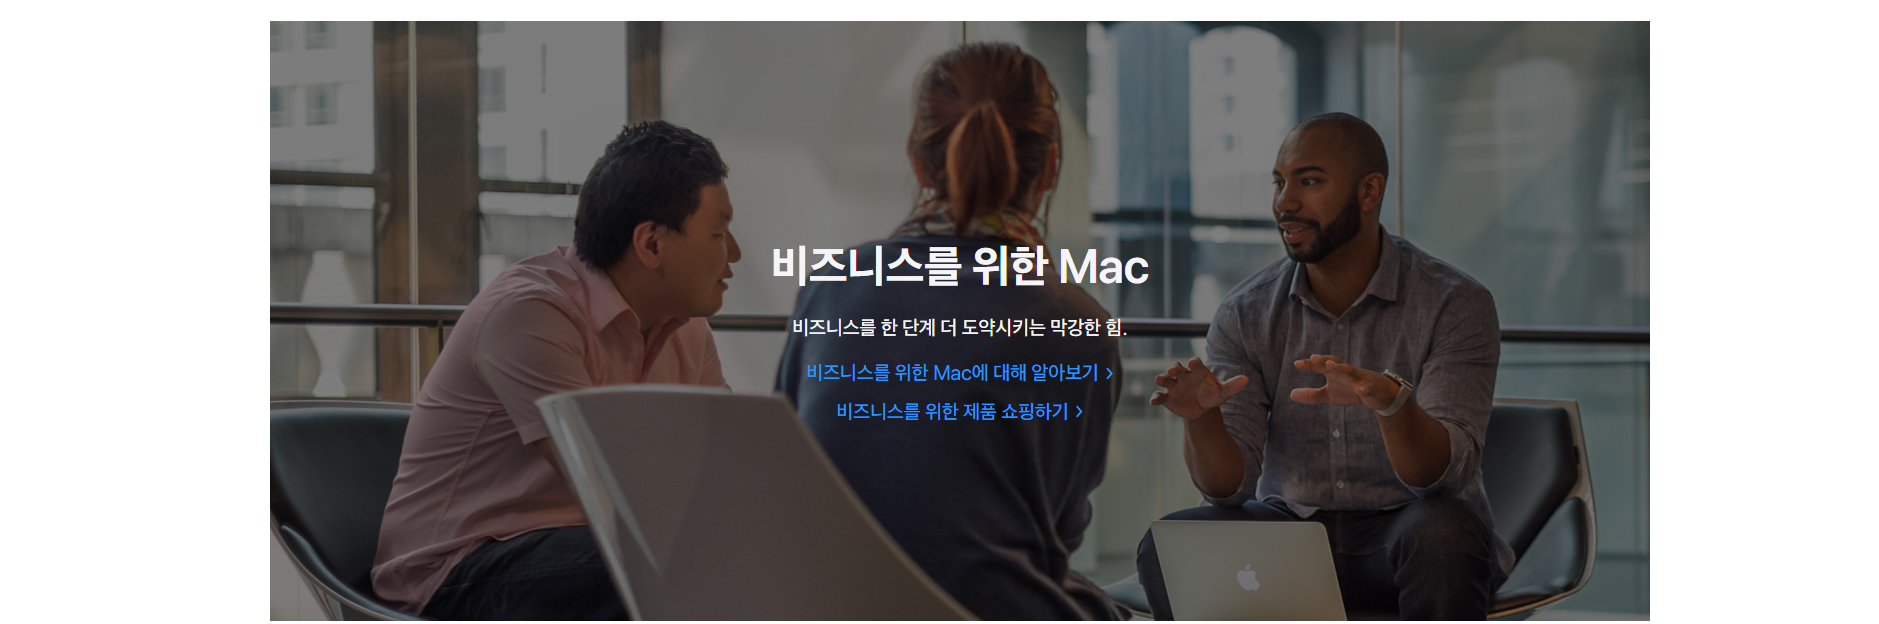 비즈니스를 위한 Mac
비즈니스를 한 단계 더 도약시키는 막강한 힘.
비즈니스를 위한 Mac에 대해 알아보기 >
비즈니스를 위한 제품 쇼핑하기 >